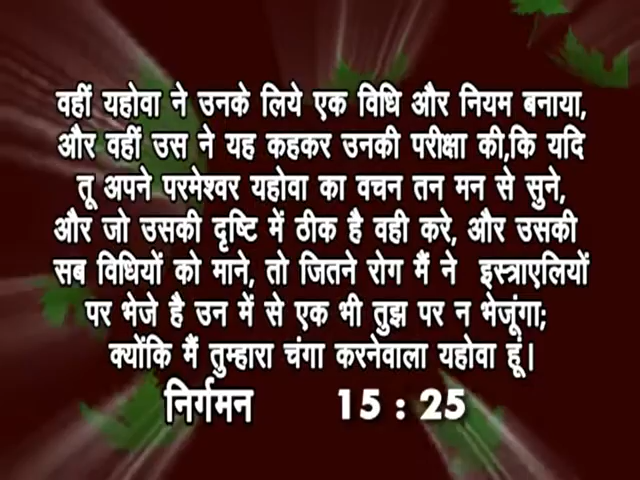 वहीं यहोवा ने उनके लिये एक विधि और नियम बनाया,
और वहीं उस ने यह कहकर उनकी परीक्षा की,कि यदि
तू अपने परमेश्वर यहोवा का वचन तन मन से सुने,
और जो उसकी दृष्टि में ठीक है वही करे, और उसकी
सब विधियों को माने, तो जितने रोग मैं ने इस्त्राएलियों
पर भेजे है उन में से एक भी तुझ पर न भेजूंगा;
क्योंकि मैं तुम्हारा चंगा करनेवाला यहोवा हूं।
निर्गमन 15 : 25